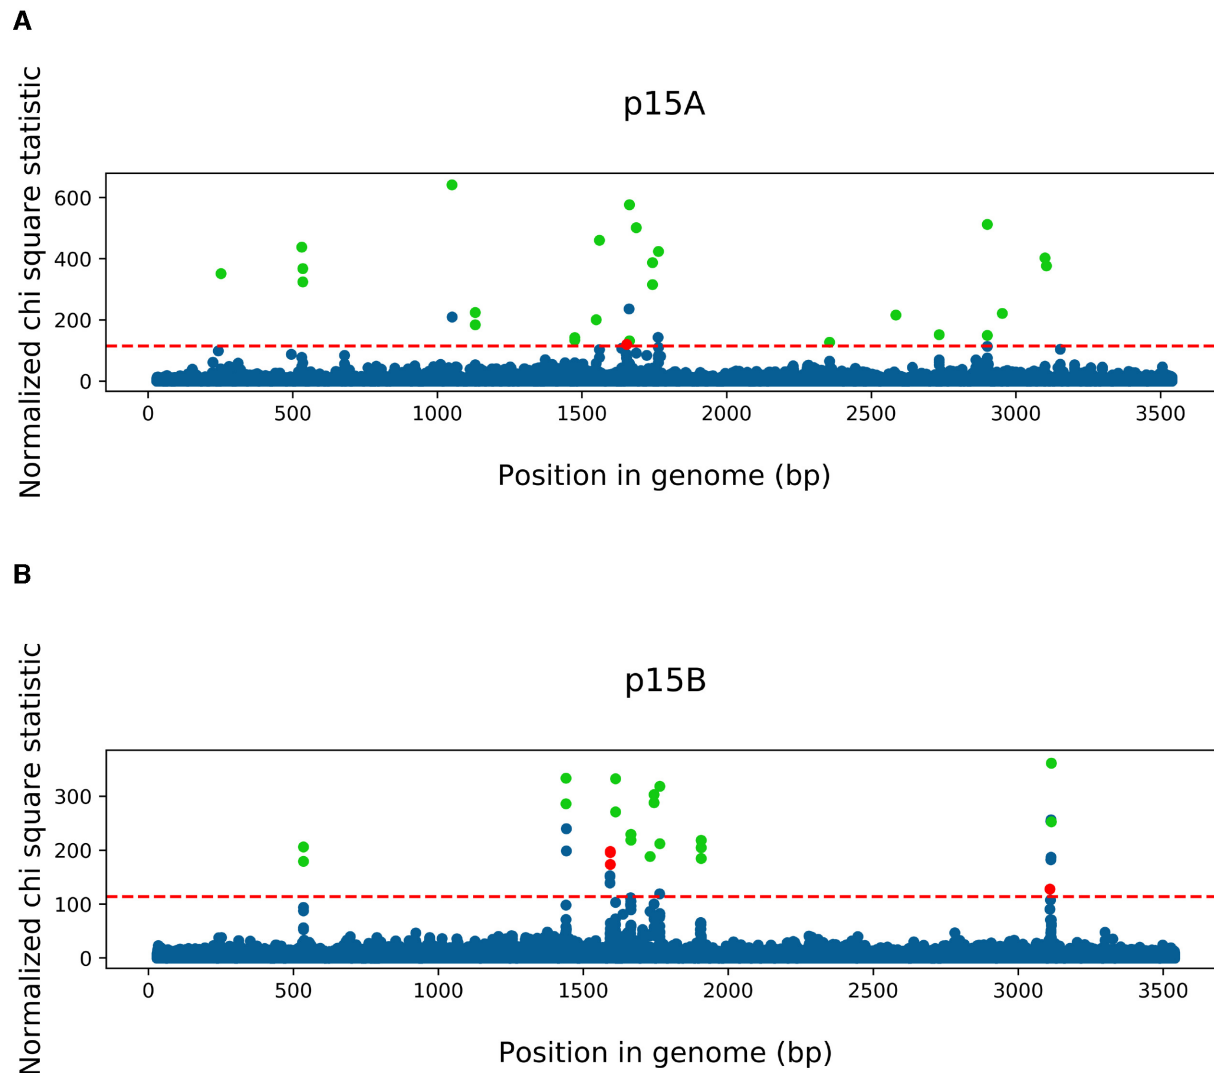 A
p15A
Normalized chi square statistic
600
400
200
0
0 500 1000 1500 2000 2500 3000 3500
Position in genome (bp)
B
p15B
Normalized chi square statistic
300
200
100
0
0 500 1000 1500 2000 2500 3000 3500
Position in genome (bp)